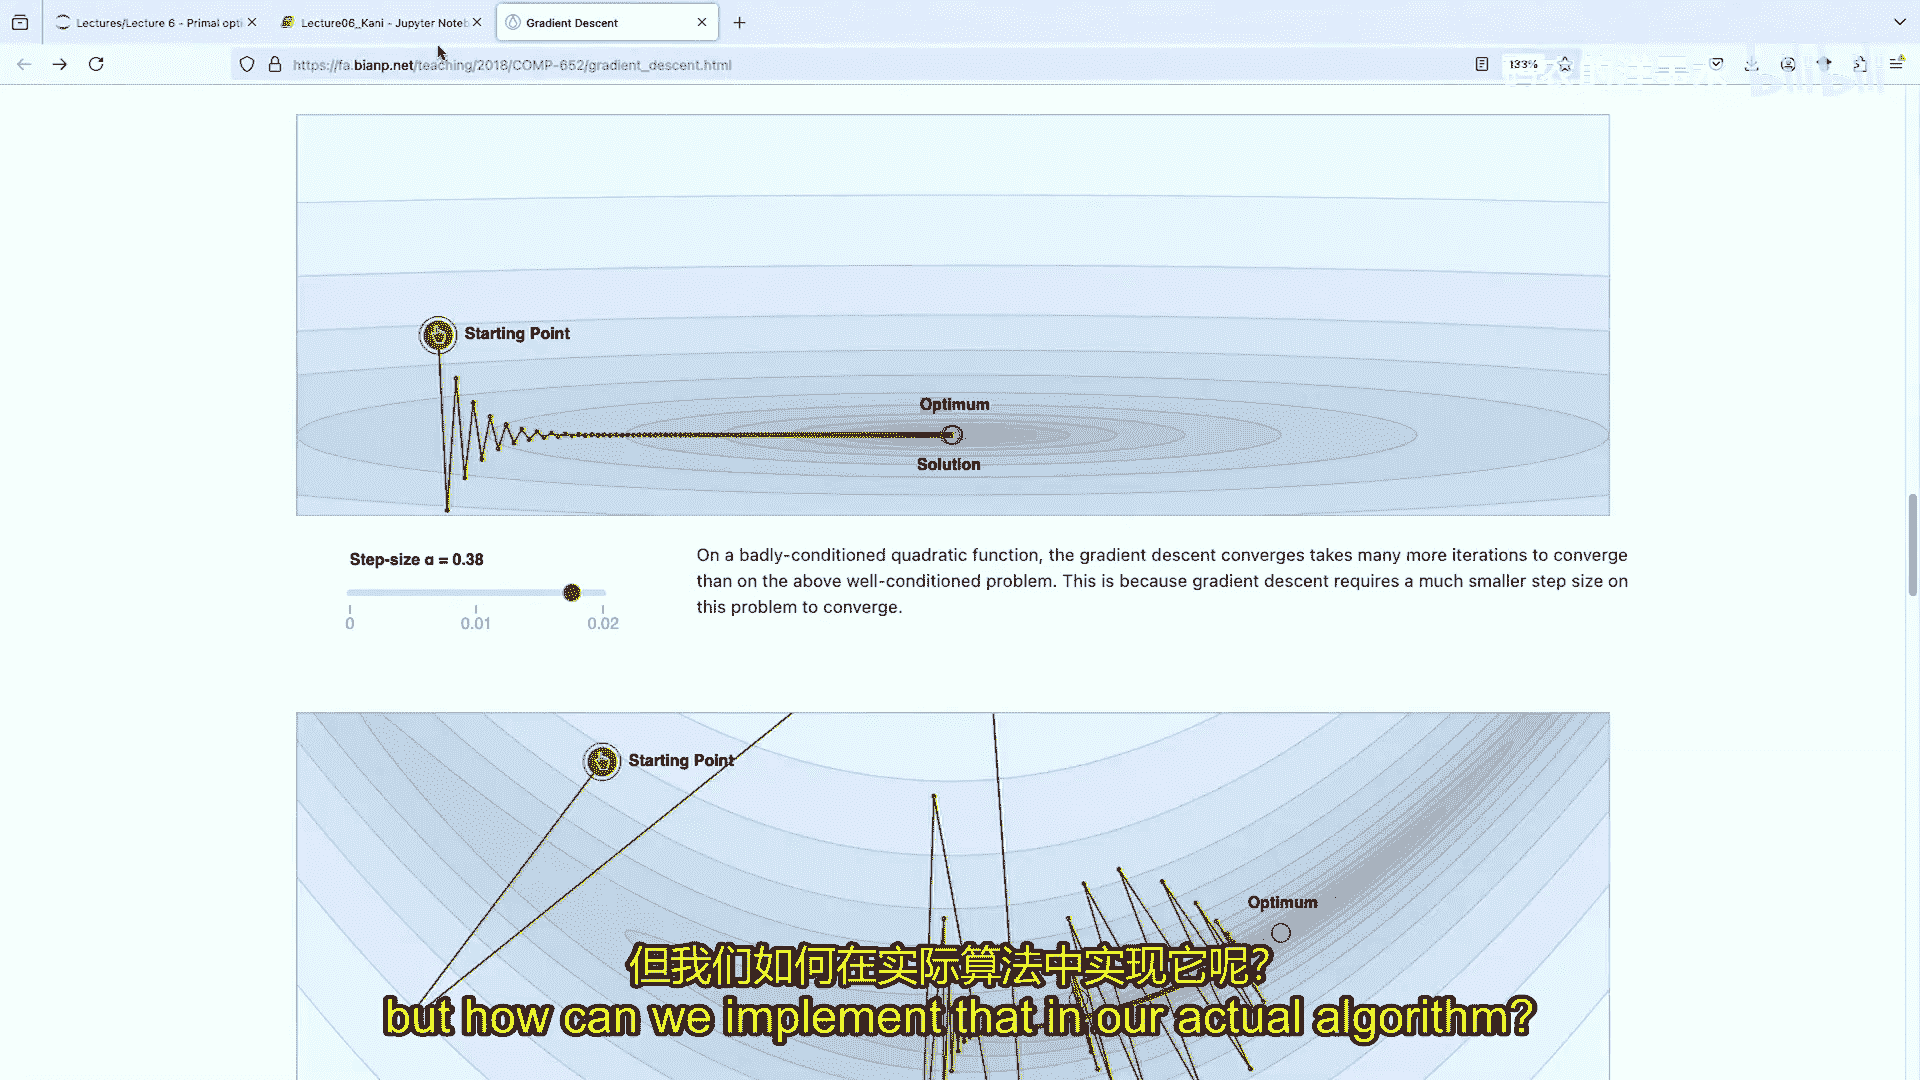 Lectures/Lecture 6 - Primal opti
Lecture06_Kani - Jupyter Noteb
Gradient Descent
https://fa.bianp.net/teaching/2018/COMP-652/gradient_descent.html
133%
Starting Point
Optimum
Solution
Step-size α = 0.38
0 0.01 0.02
On a badly-conditioned quadratic function, the gradient descent converges takes many more iterations to converge
than on the above well-conditioned problem. This is because gradient descent requires a much smaller step size on
this problem to converge.
Starting Point
Optimum
但我们如何在实际算法中实现它呢？
but how can we implement that in our actual algorithm?